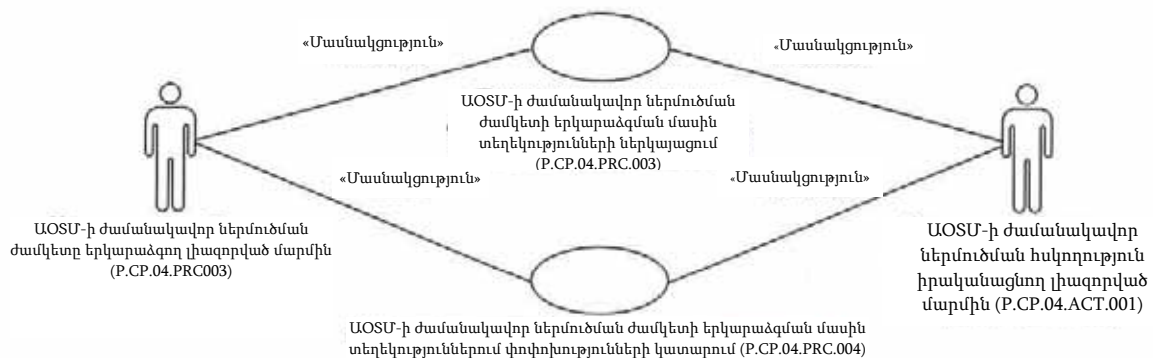 «Մասնակցություն»
«Մասնակցություն»
ԱՕՏՄ-ի ժամանակավոր ներմուծման
ժամկետի երկարաձգման մասին
տեղեկությունների ներկայացում
(P.CP.04.PRC.003)
«Մասնակցություն»
«Մասնակցություն»
ԱՕՏՄ-ի ժամանակավոր ներմուծման
ժամկետը երկարաձգող լիազորված մարմին
(P.CP.04.PRC003)
ԱՕՏՄ-ի ժամանակավոր
ներմուծման հսկողություն
իրականացնող լիազորված
մարմին (P.CP.04.ACT.001)
ԱՕՏՄ-ի ժամանակավոր ներմուծման ժամկետի երկարաձգման մասին
տեղեկություններում փոփոխությունների կատարում (P.CP.04.PRC.004)